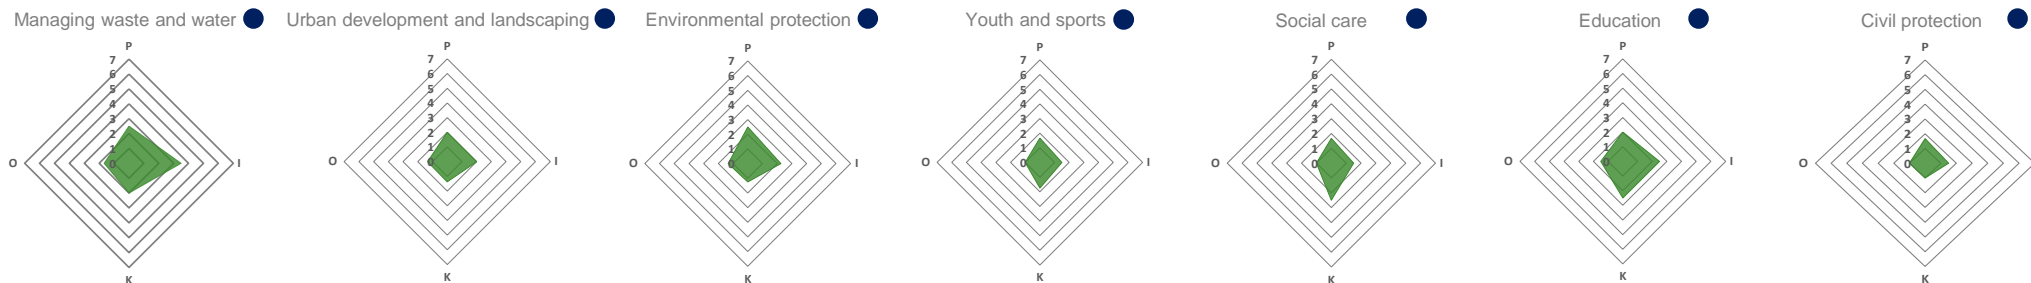 Managing waste and water
P
7
6
5
4
3
2
1
0
O
I
K
Urban development and landscaping
P
7
6
5
4
3
2
1
0
O
I
K
Environmental protection
P
7
6
5
4
3
2
1
0
O
I
K
Youth and sports
P
7
6
5
4
3
2
1
0
O
I
K
Social care
P
7
6
5
4
3
2
1
0
O
I
K
Education
P
7
6
5
4
3
2
1
0
O
I
K
Civil protection
P
7
6
5
4
3
2
1
0
O
K